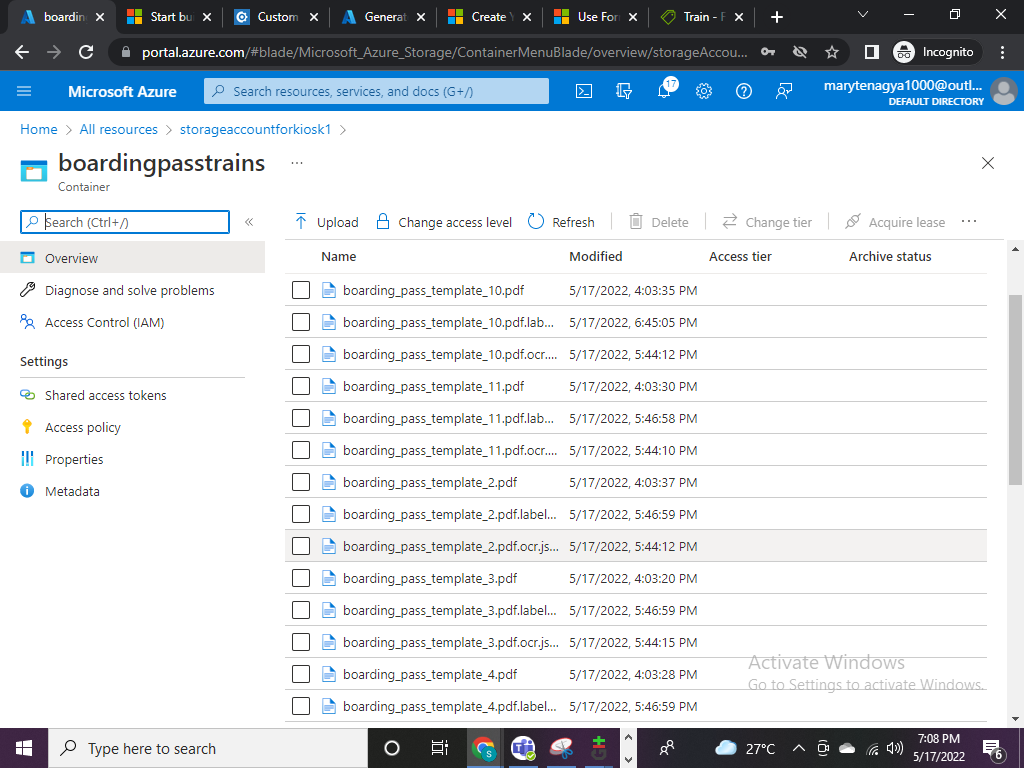 boarding
Start bu
Custom
Generat
Create Y
Use For
Train - F
portal.azure.com/#blade/Microsoft_Azure_Storage/ContainerMenuBlade/overview/storageAccou...
Incognito
Microsoft Azure
Search resources, services, and docs (G+/)
17
marytenagya1000@outl...
DEFAULT DIRECTORY
Home > All resources > storageaccountforkiosk1 >
boardingpasstrains ...
Container
Search (Ctrl+/)
«
Upload
Change access level
Refresh
Delete
Change tier
Acquire lease
...
Overview
Diagnose and solve problems
Access Control (IAM)
Settings
Shared access tokens
Access policy
Properties
Metadata
Name Modified Access tier Archive status
boarding_pass_template_10.pdf 5/17/2022, 4:03:35 PM
boarding_pass_template_10.pdf.lab... 5/17/2022, 6:45:05 PM
boarding_pass_template_10.pdf.ocr.... 5/17/2022, 5:44:12 PM
boarding_pass_template_11.pdf 5/17/2022, 4:03:30 PM
boarding_pass_template_11.pdf.lab... 5/17/2022, 5:46:58 PM
boarding_pass_template_11.pdf.ocr.... 5/17/2022, 5:44:10 PM
boarding_pass_template_2.pdf 5/17/2022, 4:03:37 PM
boarding_pass_template_2.pdf.label... 5/17/2022, 5:46:59 PM
boarding_pass_template_2.pdf.ocr.js... 5/17/2022, 5:44:12 PM
boarding_pass_template_3.pdf 5/17/2022, 4:03:20 PM
boarding_pass_template_3.pdf.label... 5/17/2022, 5:46:59 PM
boarding_pass_template_3.pdf.ocr.js... 5/17/2022, 5:44:15 PM
boarding_pass_template_4.pdf 5/17/2022, 4:03:28 PM
boarding_pass_template_4.pdf.label... 5/17/2022, 5:46:59 PM
Activate Windows
Go to Settings to activate Windows.
Type here to search
27°C
7:08 PM
5/17/2022
6